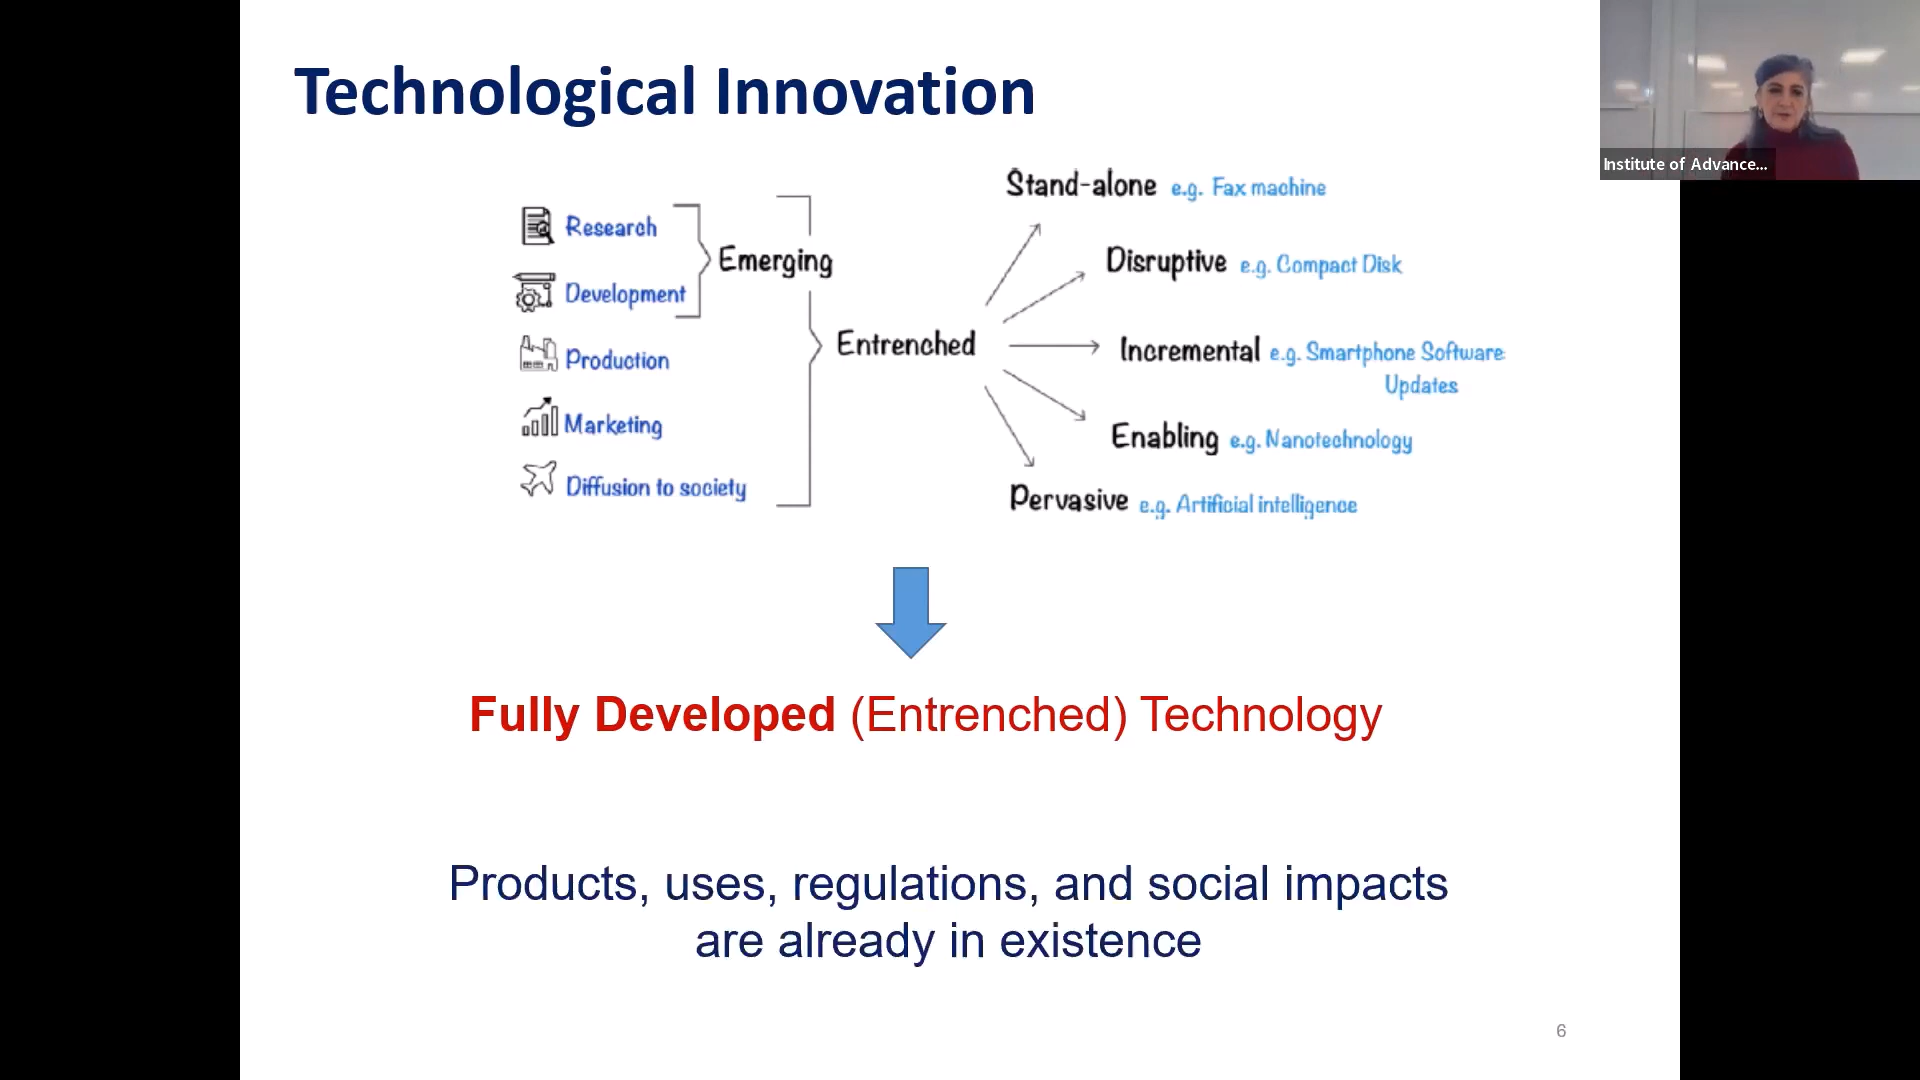 Technological Innovation
Institute of Advance...
Research
Development
Production
Marketing
Diffusion to society
Emerging
Entrenched
Stand-alone e.g. Fax machine
Disruptive e.g. Compact Disk
Incremental e.g. Smartphone Software
Updates
Enabling e.g. Nanotechnology
Pervasive e.g. Artificial intelligence
Fully Developed (Entrenched) Technology
Products, uses, regulations, and social impacts
are already in existence
6